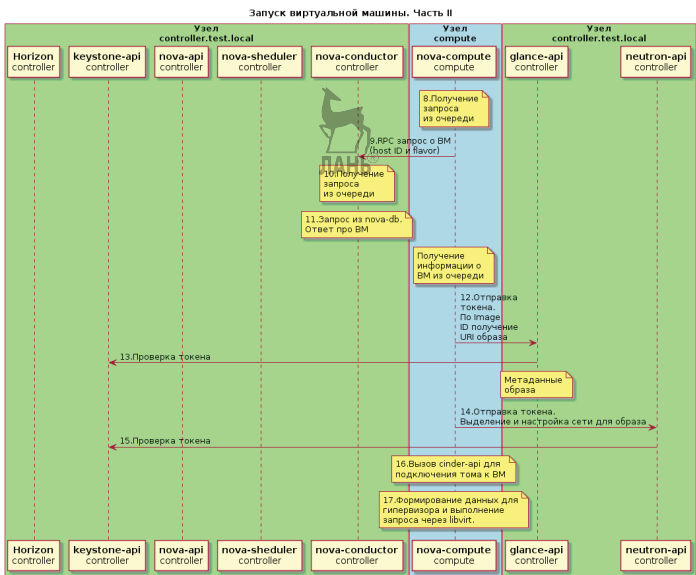 Запуск виртуальной машины. Часть II
Узел
controller.test.local
Узел
compute
Узел
controller.test.local
Horizon
controller
keystone-api
controller
nova-api
controller
nova-sheduler
controller
nova-conductor
controller
nova-compute
compute
glance-api
controller
neutron-api
controller
8.Получение
запроса
из очереди
9.RPC запрос о ВМ
(host ID и flavor)
ЛАНЬ®
10.Получение
запроса
из очереди
11.Запрос из nova-db.
Ответ про ВМ
Получение
информации о
ВМ из очереди
12.Отправка
токена.
По Image
ID получение
URI образа
13.Проверка токена
Метаданные
образа
14.Отправка токена.
Выделение и настройка сети для образа
15.Проверка токена
16.Вызов cinder-api для
подключения тома к ВМ
17.Формирование данных для
гипервизора и выполнение
запроса через libvirt.
Horizon
controller
keystone-api
controller
nova-api
controller
nova-sheduler
controller
nova-conductor
controller
nova-compute
compute
glance-api
controller
neutron-api
controller